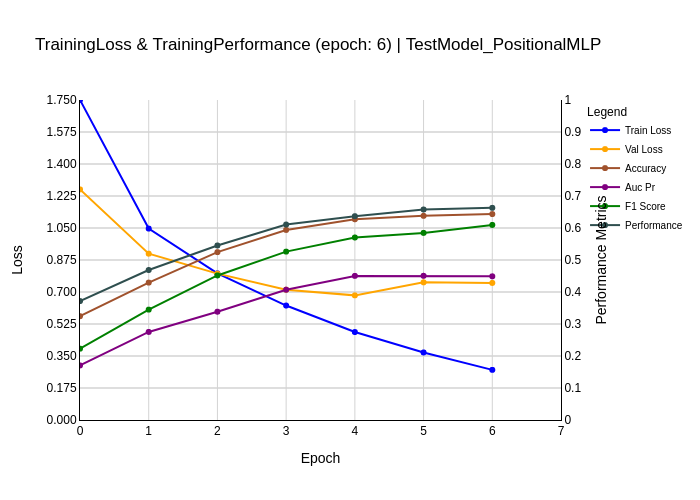 TrainingLoss & TrainingPerformance (epoch: 6) | TestModel_PositionalMLP
1.750
1.575
1.400
1.225
1.050
0.875
0.700
0.525
0.350
0.175
0.000
Loss
0 1 2 3 4 5 6 7
Epoch
1
0.9
0.8
0.7
0.6
0.5
0.4
0.3
0.2
0.1
0
Performance Metrics
Legend
Train Loss
Val Loss
Accuracy
Auc Pr
F1 Score
Performance